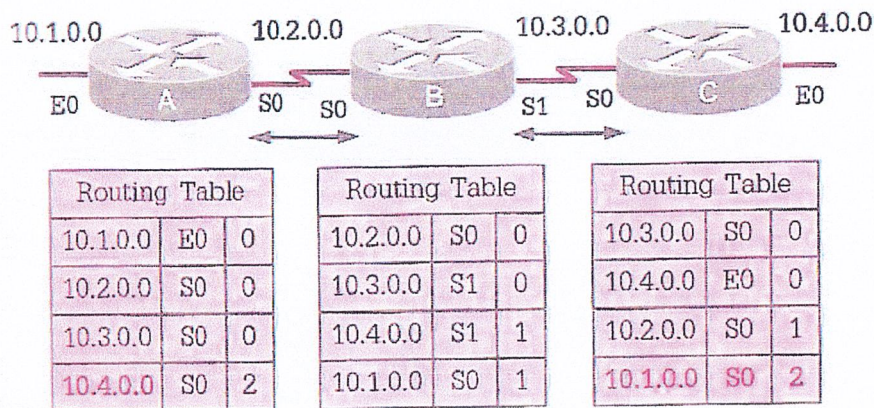 10.1.0.0 10.2.0.0 10.3.0.0 10.4.0.0
A B C
E0 S0 S0 S1 S0 E0
Routing Table
10.1.0.0 E0 0
10.2.0.0 S0 0
10.3.0.0 S0 0
10.4.0.0 S0 2
Routing Table
10.2.0.0 S0 0
10.3.0.0 S1 0
10.4.0.0 S1 1
10.1.0.0 S0 1
Routing Table
10.3.0.0 S0 0
10.4.0.0 E0 0
10.2.0.0 S0 1
10.1.0.0 S0 2